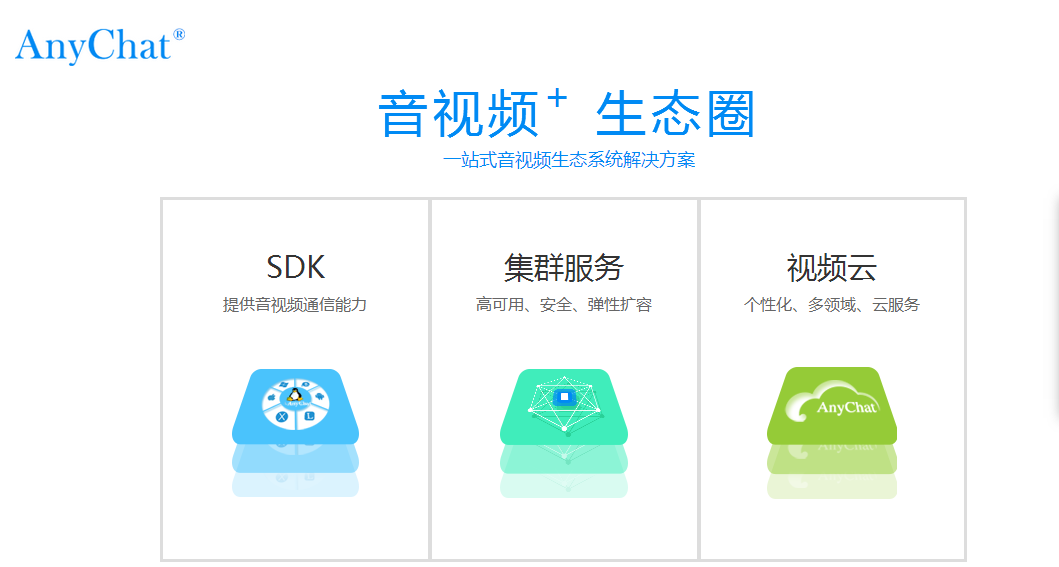 AnyChat®
音视频+ 生态圈
一站式音视频生态系统解决方案
SDK
提供音视频通信能力
集群服务
高可用、安全、弹性扩容
视频云
个性化、多领域、云服务
AnyChat